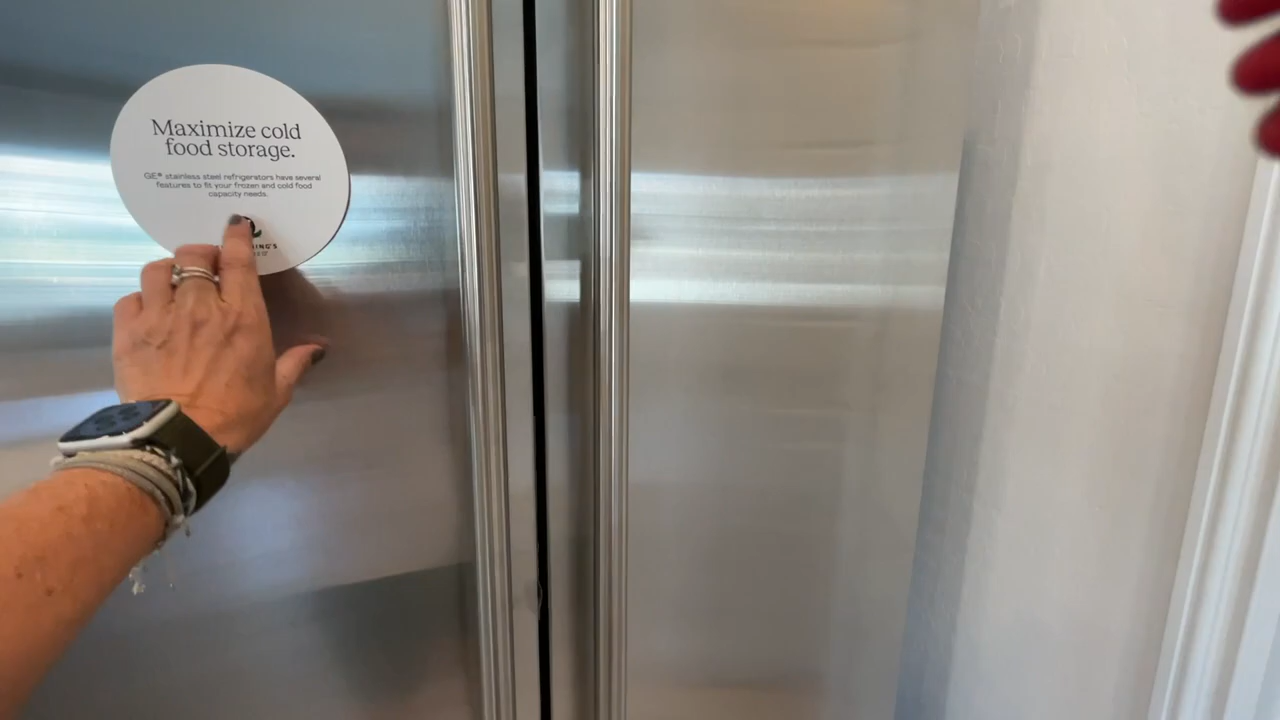 Maximize cold
food storage.
GE® stainless steel refrigerators have several
features to fit your frozen and cold food
capacity needs.